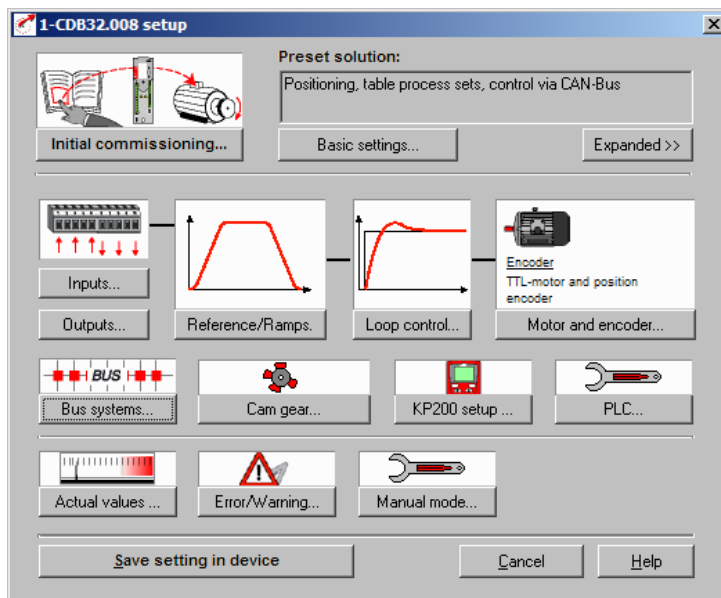 1-CDB32.008 setup
Preset solution:
Positioning, table process sets, control via CAN-Bus
Initial commissioning...
Basic settings...
Expanded >>
Encoder
TTL-motor and position
encoder
Inputs...
Outputs...
Reference/Ramps.
Loop control...
Motor and encoder...
BUS
Bus systems...
Cam gear...
KP200 setup ...
PLC...
Actual values ...
Error/Warning...
Manual mode...
Save setting in device
Cancel
Help